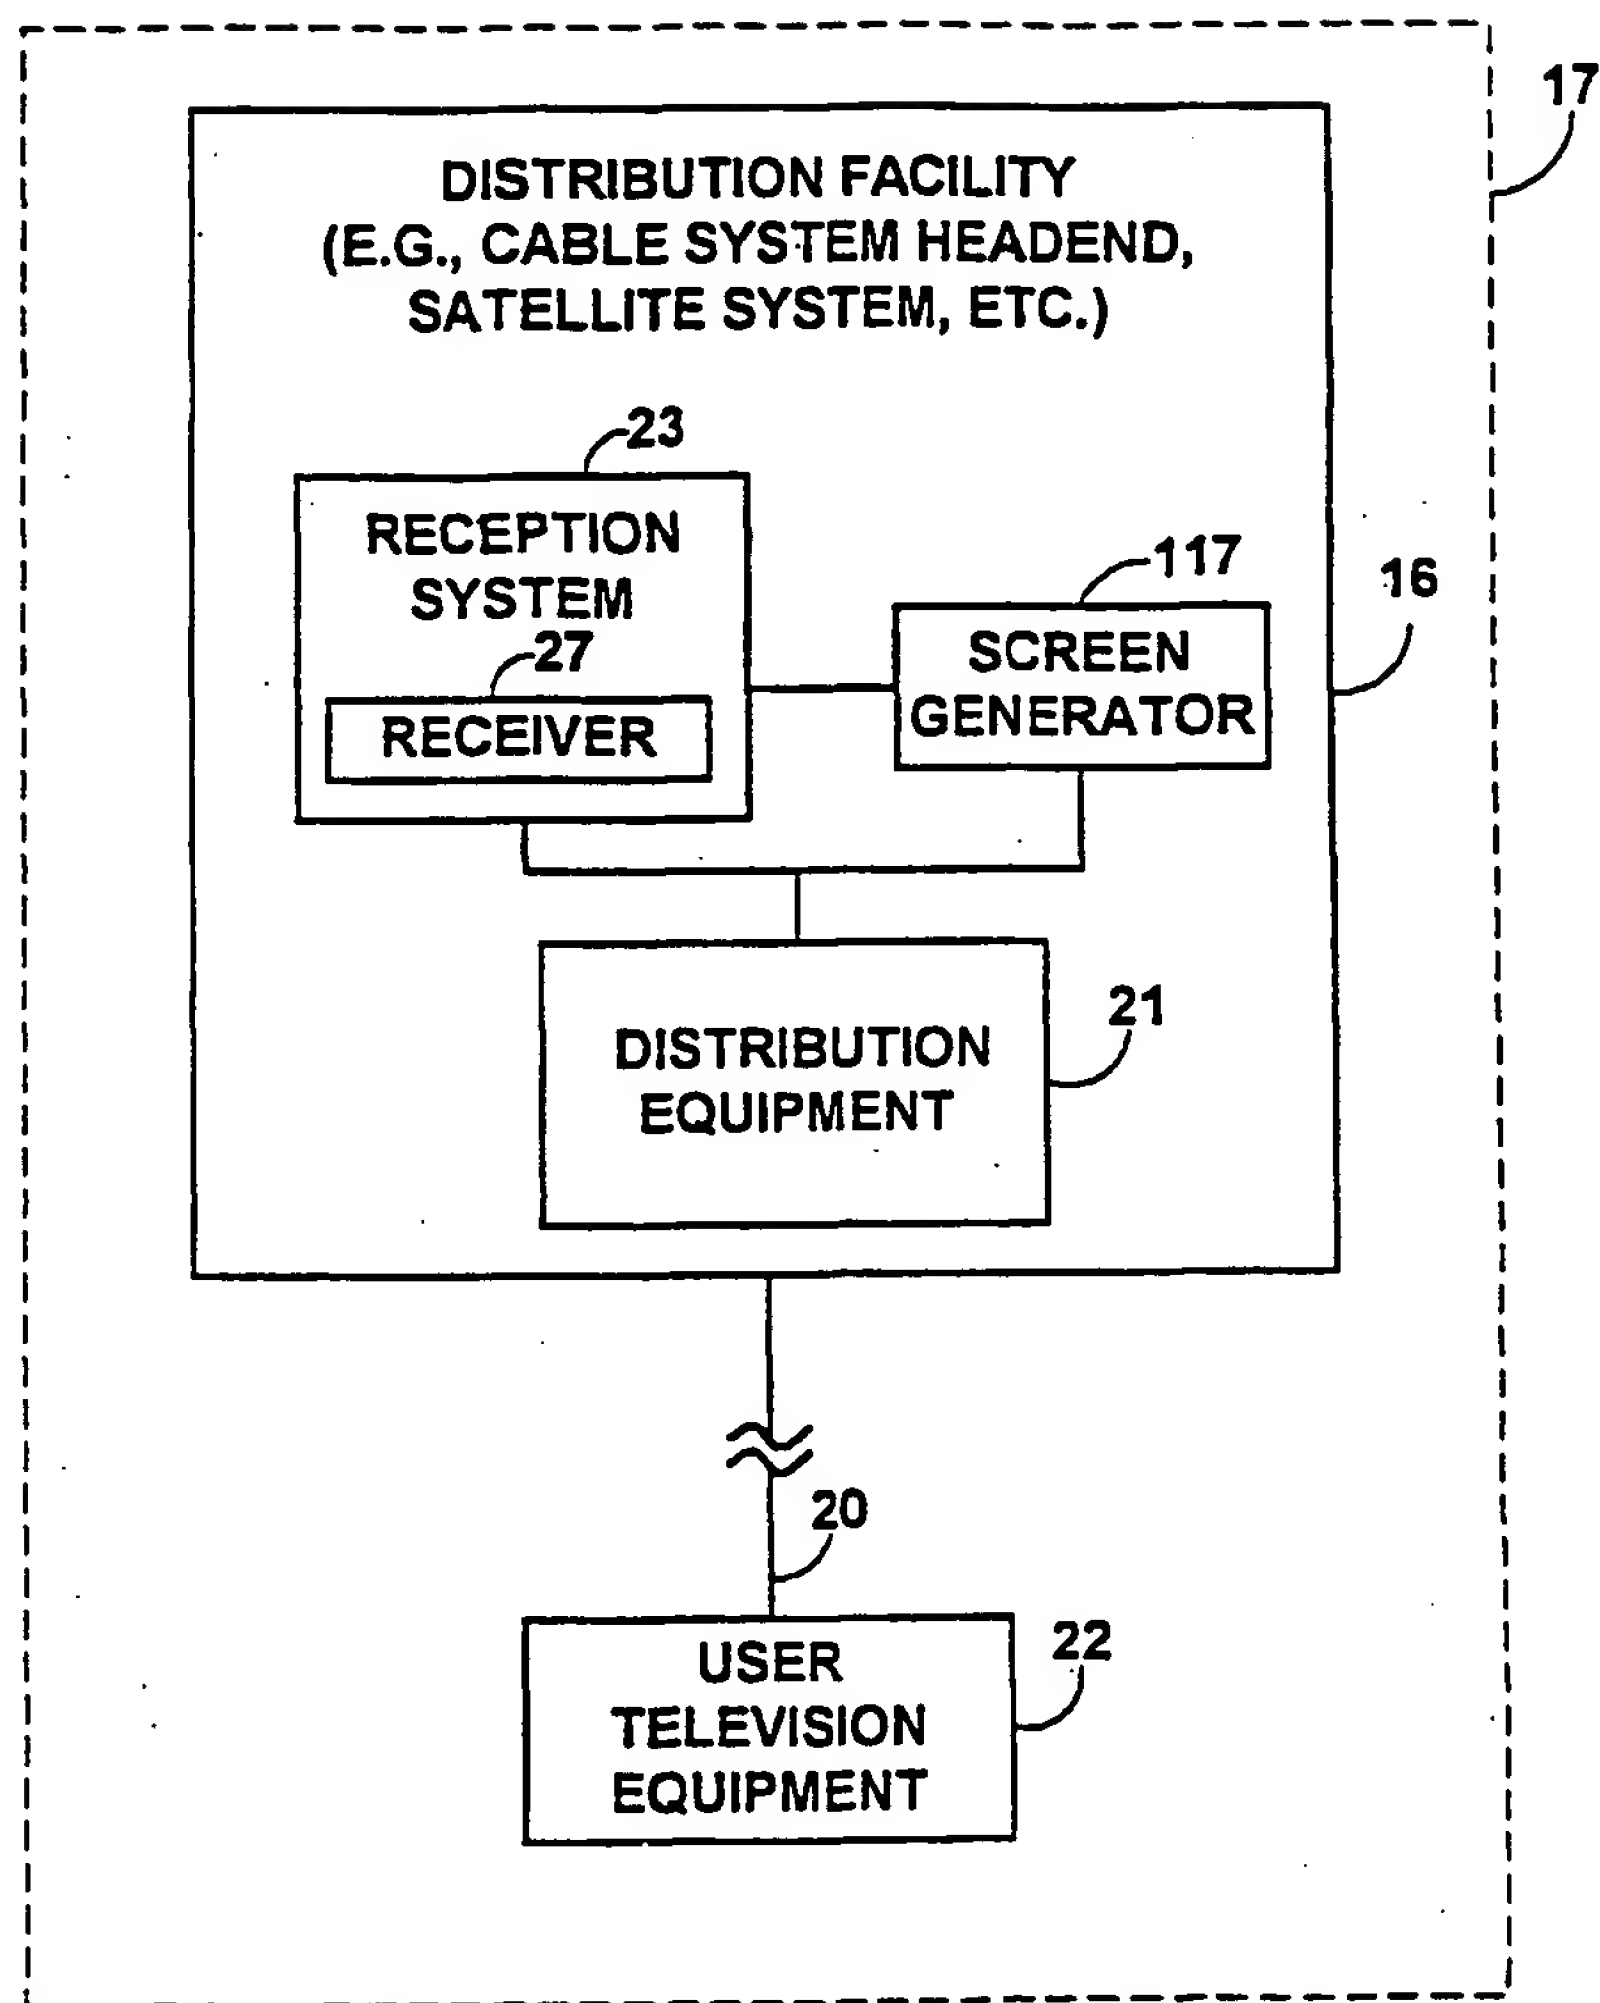 17
DISTRIBUTION FACILITY
(E.G., CABLE SYSTEM HEADEND,
SATELLITE SYSTEM, ETC.)
23
RECEPTION
SYSTEM
27
RECEIVER
117
SCREEN
GENERATOR
16
21
DISTRIBUTION
EQUIPMENT
20
22
USER
TELEVISION
EQUIPMENT